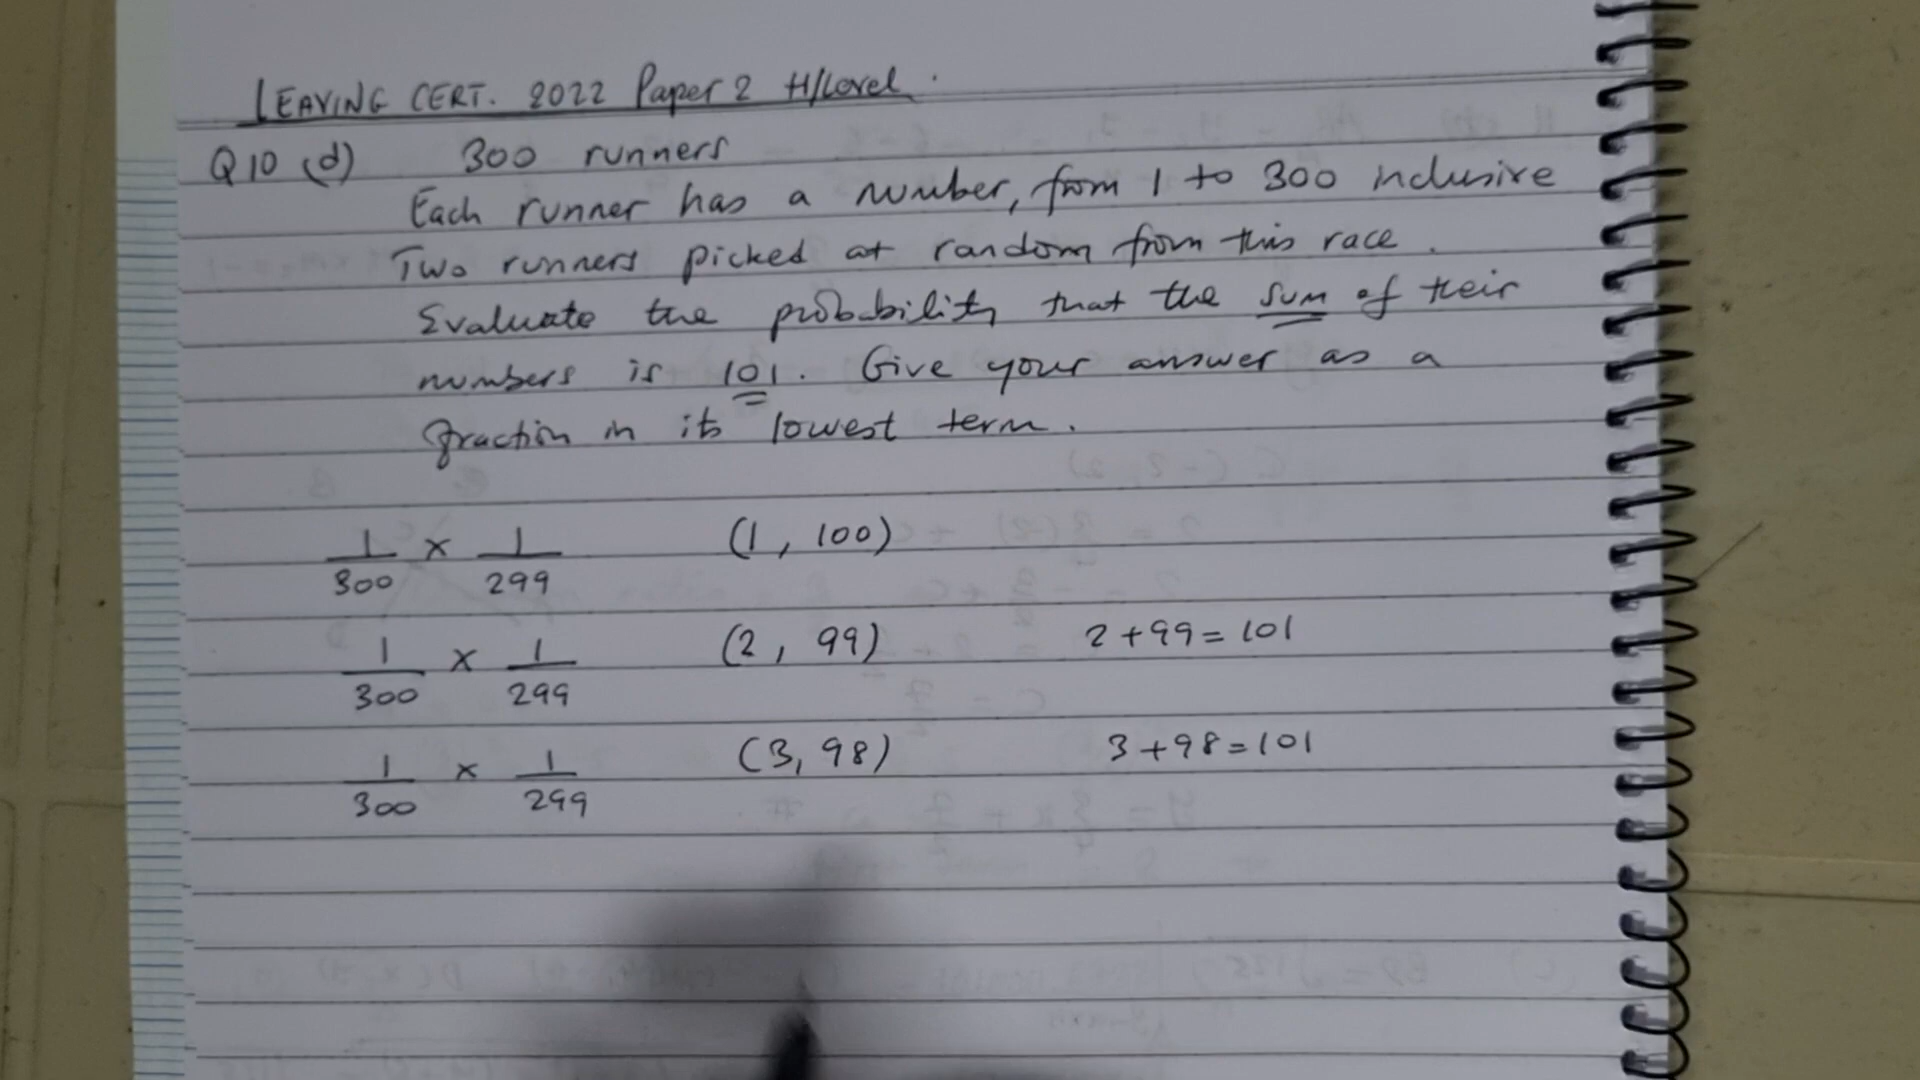 LEAVING CERT. 2022 Paper 2 H/Level.
Q10 (d) 300 runners
Each runner has a number, from 1 to 300 inclusive
Two runners picked at random from this race.
Evaluate the probability that the sum of their
numbers is 101. Give your answer as a
fraction in its lowest term.
1/300 x 1/299 (1, 100)
1/300 x 1/299 (2, 99) 2+99=101
1/300 x 1/299 (3, 98) 3+98=101